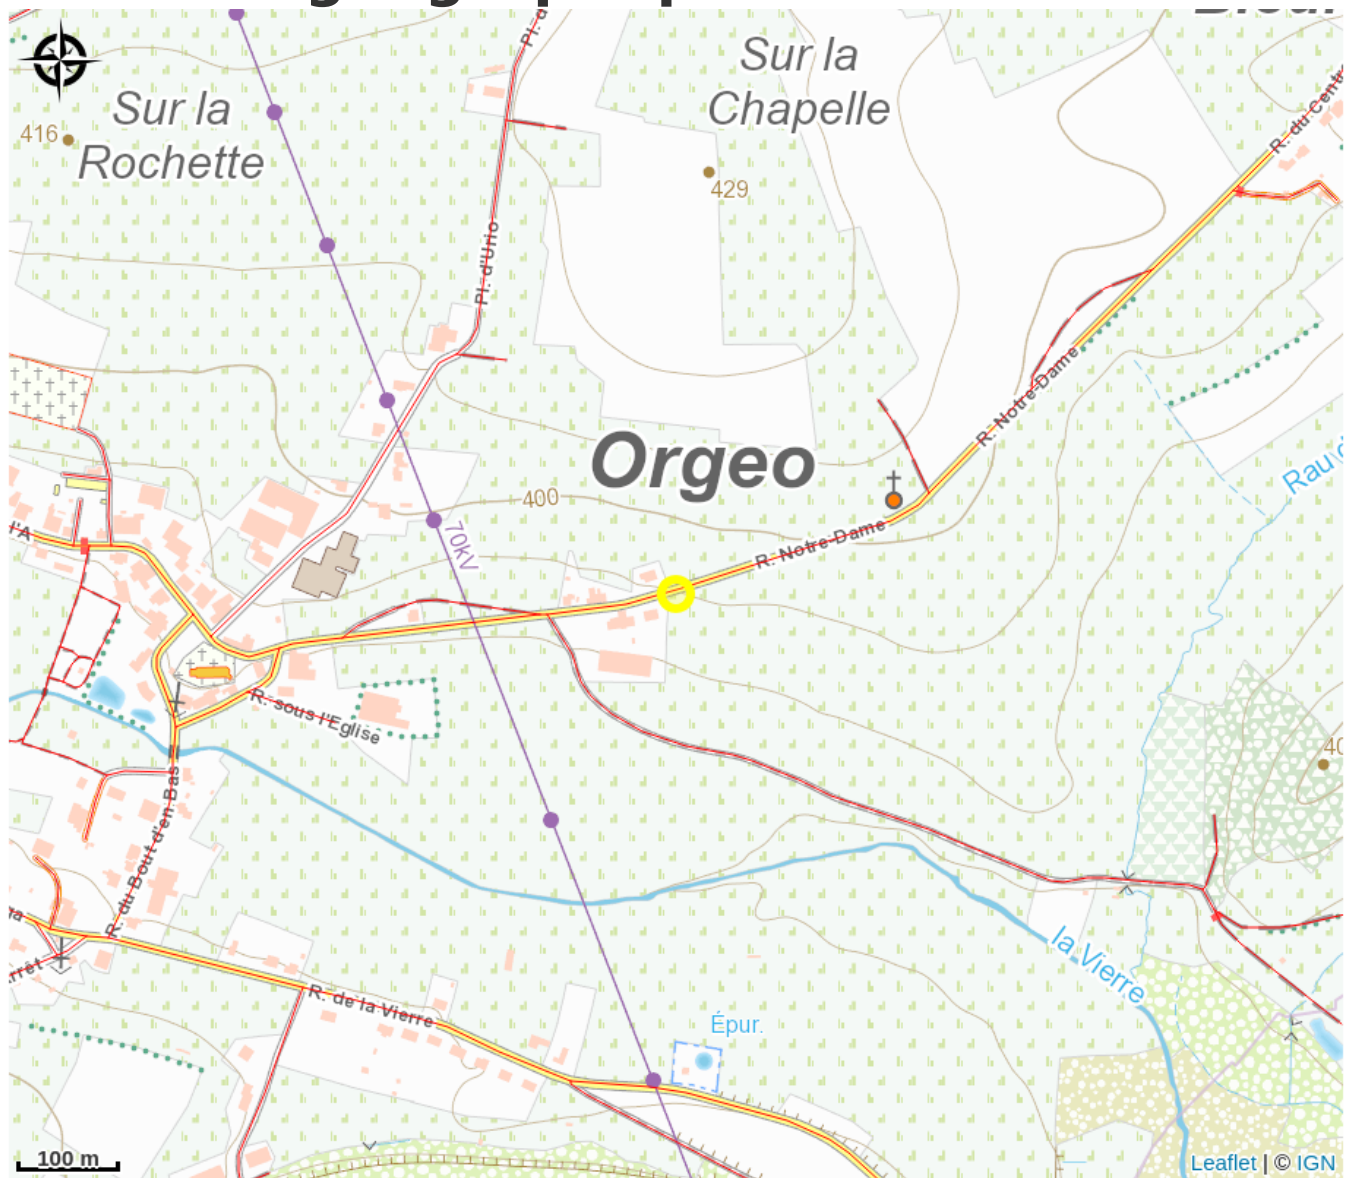 Sur la
Chapelle
Sur la
Rochette
416
429
Pl. d'Urio
R. du Centre
R. Notre-Dame
Orgeo
400
70kV
R. Notre-Dame
l'A
R. sous l'Eglise
R. du Bout d'en Bas
la Vierre
R. de la Vierre
Épur.
100 m
Leaflet | © IGN